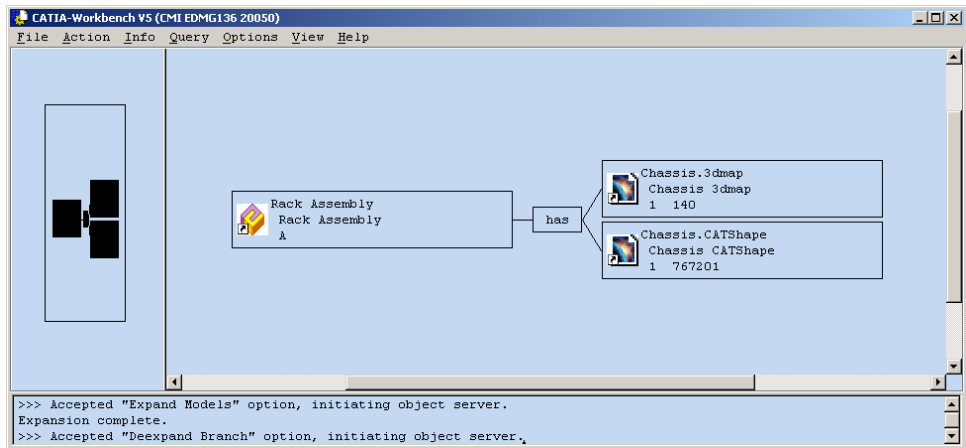 CATIA-Workbench V5 (CMI EDMG136 20050)
File Action Info Query Options View Help
Rack Assembly
Rack Assembly
A
has
Chassis.3dmap
Chassis 3dmap
1 140
Chassis.CATShape
Chassis CATShape
1 767201
>>> Accepted "Expand Models" option, initiating object server.
Expansion complete.
>>> Accepted "Deexpand Branch" option, initiating object server.